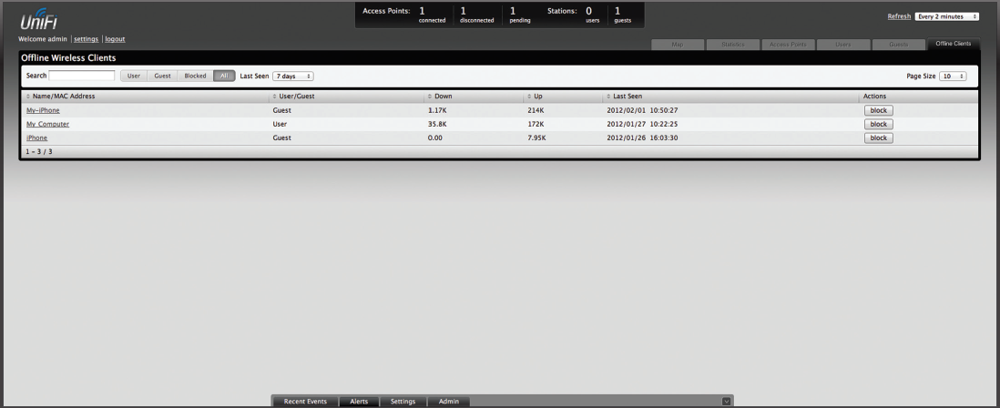 UniFi
Access Points: 1 connected 1 disconnected 1 pending Stations: 0 users 1 guests
Refresh Every 2 minutes
Welcome admin settings logout
Map Statistics Access Points Users Guests Offline Clients
Offline Wireless Clients
Search User Guest Blocked All Last Seen 7 days Page Size 10
Name/MAC Address User/Guest Down Up Last Seen Actions
My-iPhone Guest 1.17K 214K 2012/02/01 10:50:27 block
My Computer User 35.8K 172K 2012/01/27 10:22:25 block
iPhone Guest 0.00 7.95K 2012/01/26 16:03:30 block
1 - 3 / 3
Recent Events Alerts Settings Admin